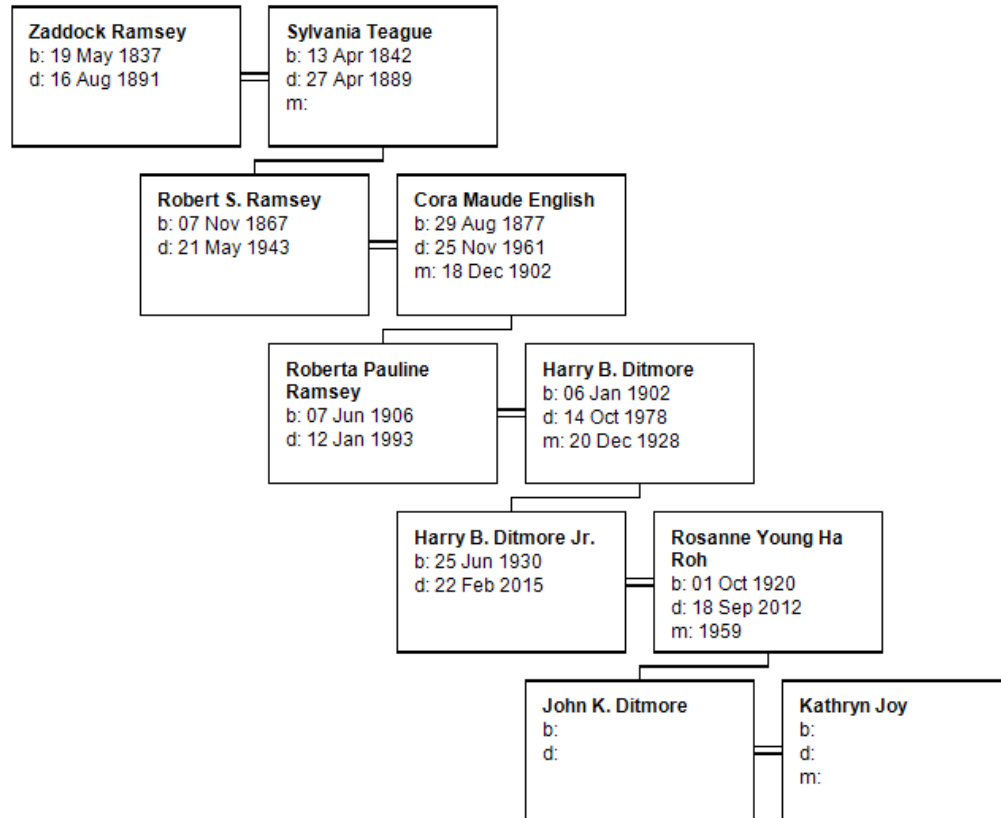 Zaddock Ramsey
b: 19 May 1837
d: 16 Aug 1891
Sylvania Teague
b: 13 Apr 1842
d: 27 Apr 1889
m:
Robert S. Ramsey
b: 07 Nov 1867
d: 21 May 1943
Cora Maude English
b: 29 Aug 1877
d: 25 Nov 1961
m: 18 Dec 1902
Roberta Pauline
Ramsey
b: 07 Jun 1906
d: 12 Jan 1993
Harry B. Ditmore
b: 06 Jan 1902
d: 14 Oct 1978
m: 20 Dec 1928
Harry B. Ditmore Jr.
b: 25 Jun 1930
d: 22 Feb 2015
Rosanne Young Ha
Roh
b: 01 Oct 1920
d: 18 Sep 2012
m: 1959
John K. Ditmore
b:
d:
Kathryn Joy
b:
d:
m: